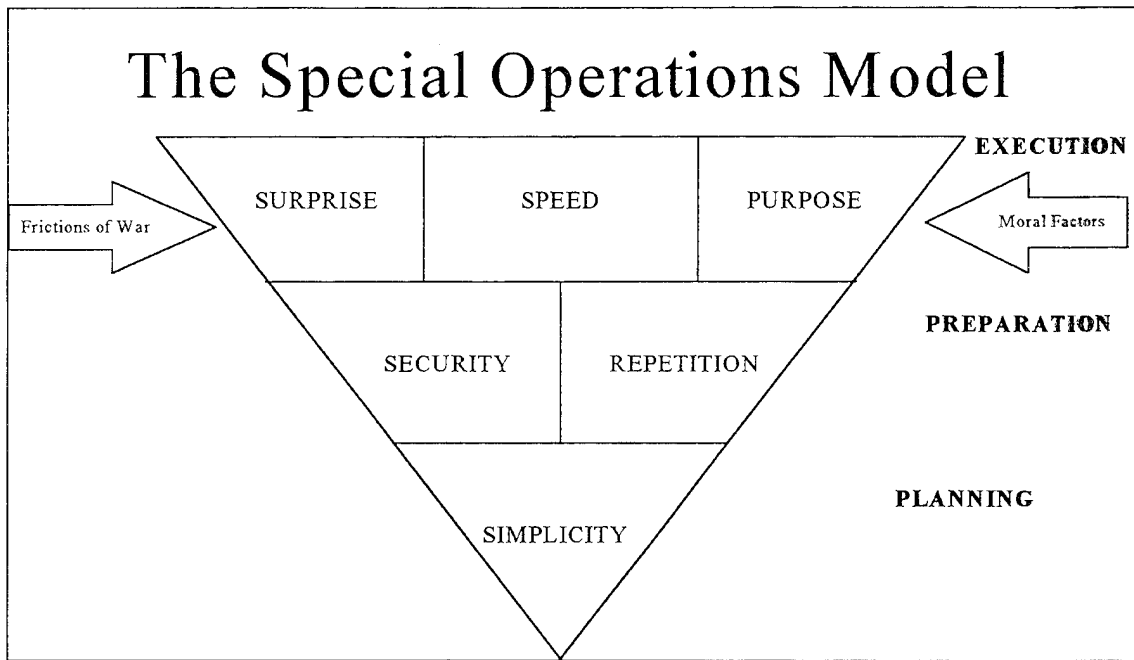 The Special Operations Model
EXECUTION
SURPRISE
SPEED
PURPOSE
Frictions of War
Moral Factors
PREPARATION
SECURITY
REPETITION
PLANNING
SIMPLICITY